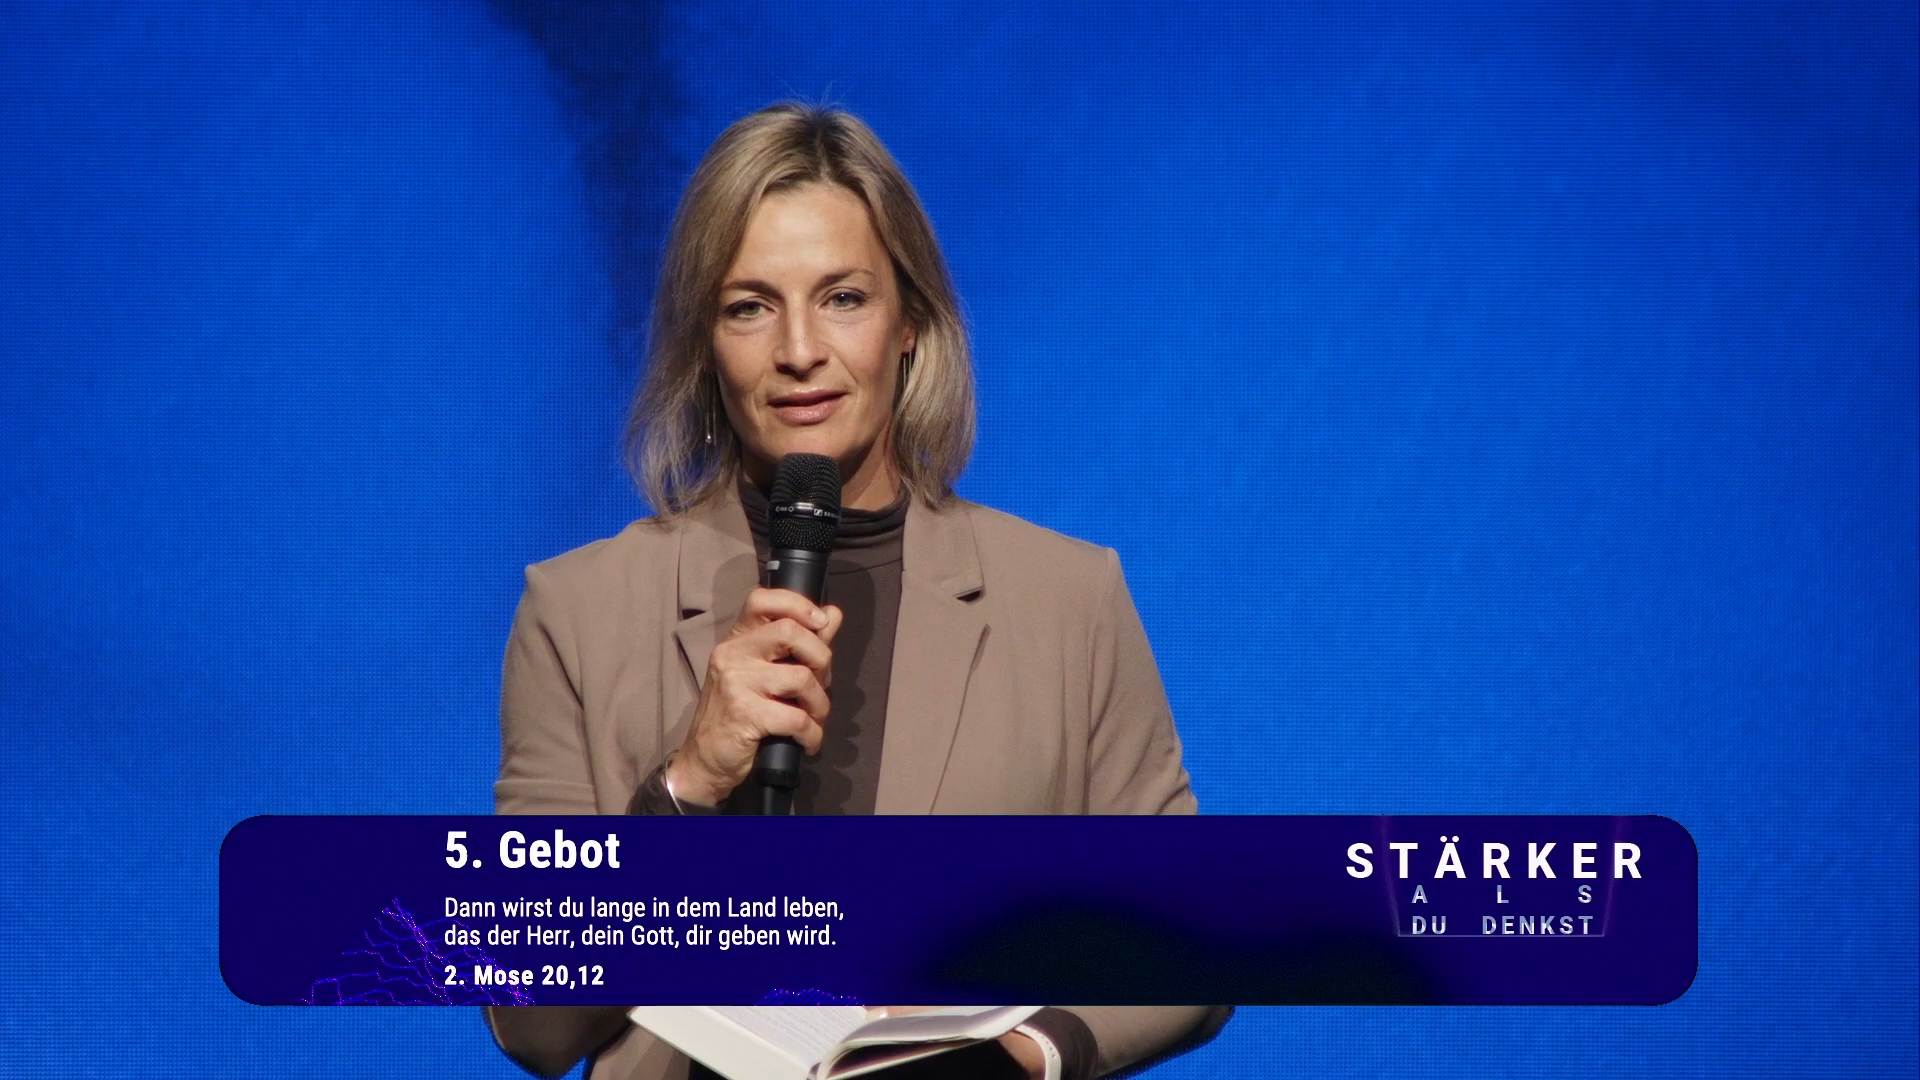 5. Gebot
Dann wirst du lange in dem Land leben,
das der Herr, dein Gott, dir geben wird.
2. Mose 20,12
STÄRKER
ALS
DU DENKST